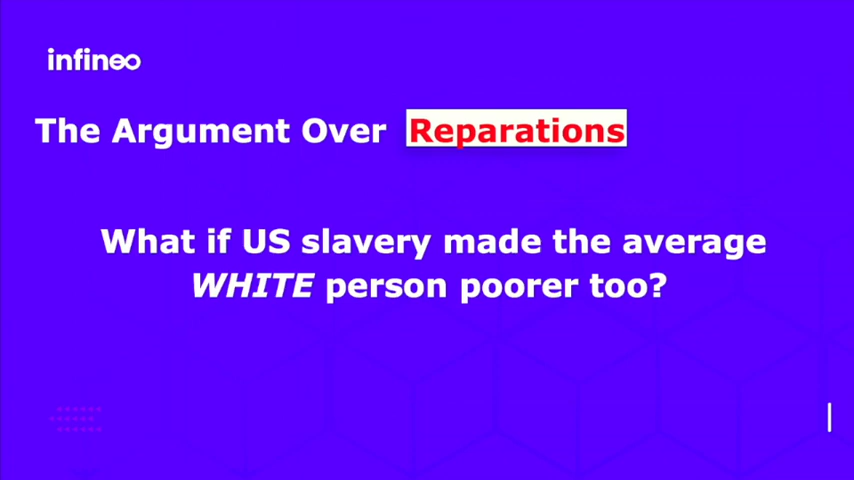 infineo
The Argument Over Reparations
What if US slavery made the average
WHITE person poorer too?